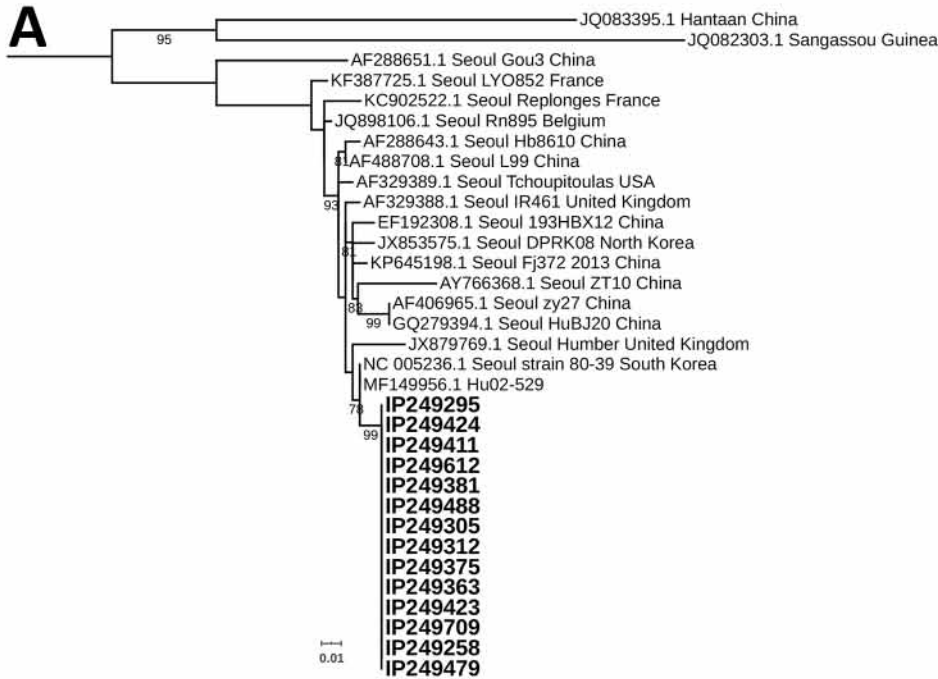 A
JQ083395.1 Hantaan China
95
JQ082303.1 Sangassou Guinea
AF288651.1 Seoul Gou3 China
KF387725.1 Seoul LYO852 France
KC902522.1 Seoul Replonges France
JQ898106.1 Seoul Rn895 Belgium
AF288643.1 Seoul Hb8610 China
81
AF488708.1 Seoul L99 China
AF329389.1 Seoul Tchoupitoulas USA
93
AF329388.1 Seoul IR461 United Kingdom
EF192308.1 Seoul 193HBX12 China
JX853575.1 Seoul DPRK08 North Korea
81
KP645198.1 Seoul Fj372 2013 China
AY766368.1 Seoul ZT10 China
83
AF406965.1 Seoul zy27 China
99
GQ279394.1 Seoul HuBJ20 China
JX879769.1 Seoul Humber United Kingdom
NC 005236.1 Seoul strain 80-39 South Korea
MF149956.1 Hu02-529
78
IP249295
99
IP249424
IP249411
IP249612
IP249381
IP249488
IP249305
IP249312
IP249375
IP249363
IP249423
IP249709
IP249258
0.01
IP249479